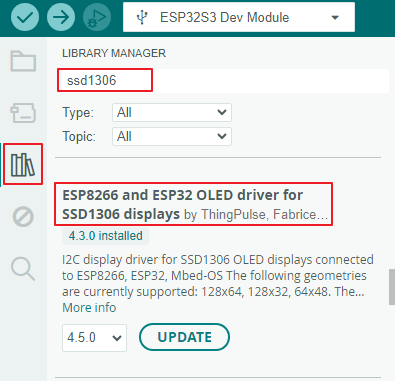 ESP32S3 Dev Module
LIBRARY MANAGER
ssd1306
Type: All
Topic: All
ESP8266 and ESP32 OLED driver for
SSD1306 displays by ThingPulse, Fabrice…
4.3.0 installed
I2C display driver for SSD1306 OLED displays connected
to ESP8266, ESP32, Mbed-OS The following geometries
are currently supported: 128x64, 128x32, 64x48. The…
More info
4.5.0 UPDATE